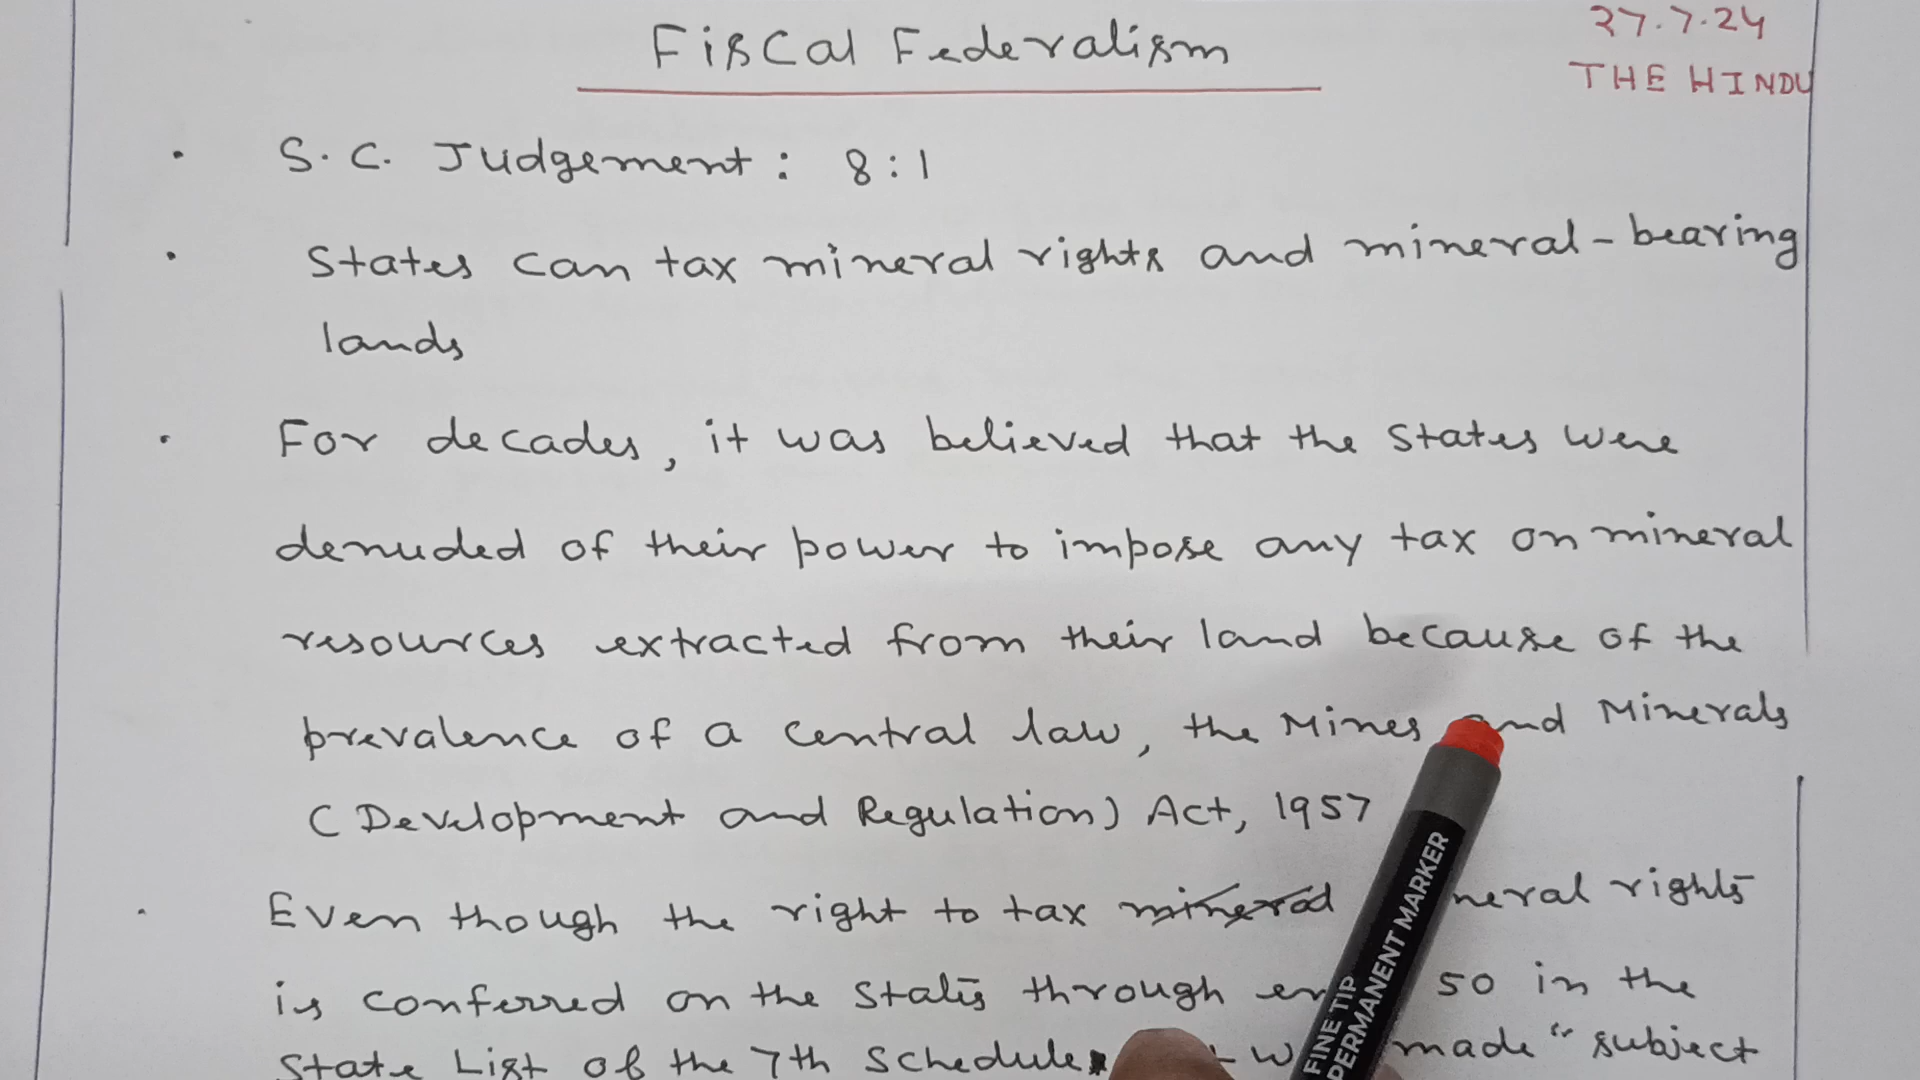 Fiscal Federalism
27.7.24
THE HINDU
. S.C. Judgement : 8:1
. States can tax mineral rights and mineral-bearing
lands
. For decades, it was believed that the States were
denuded of their power to impose any tax on mineral
resources extracted from their land because of the
prevalence of a central law, the Mines and Minerals
(Development and Regulation) Act, 1957
. Even though the right to tax mineral rights
is conferred on the States through 50 in the
State List of the 7th Schedule, made "subject
FINE TIP
PERMANENT MARKER